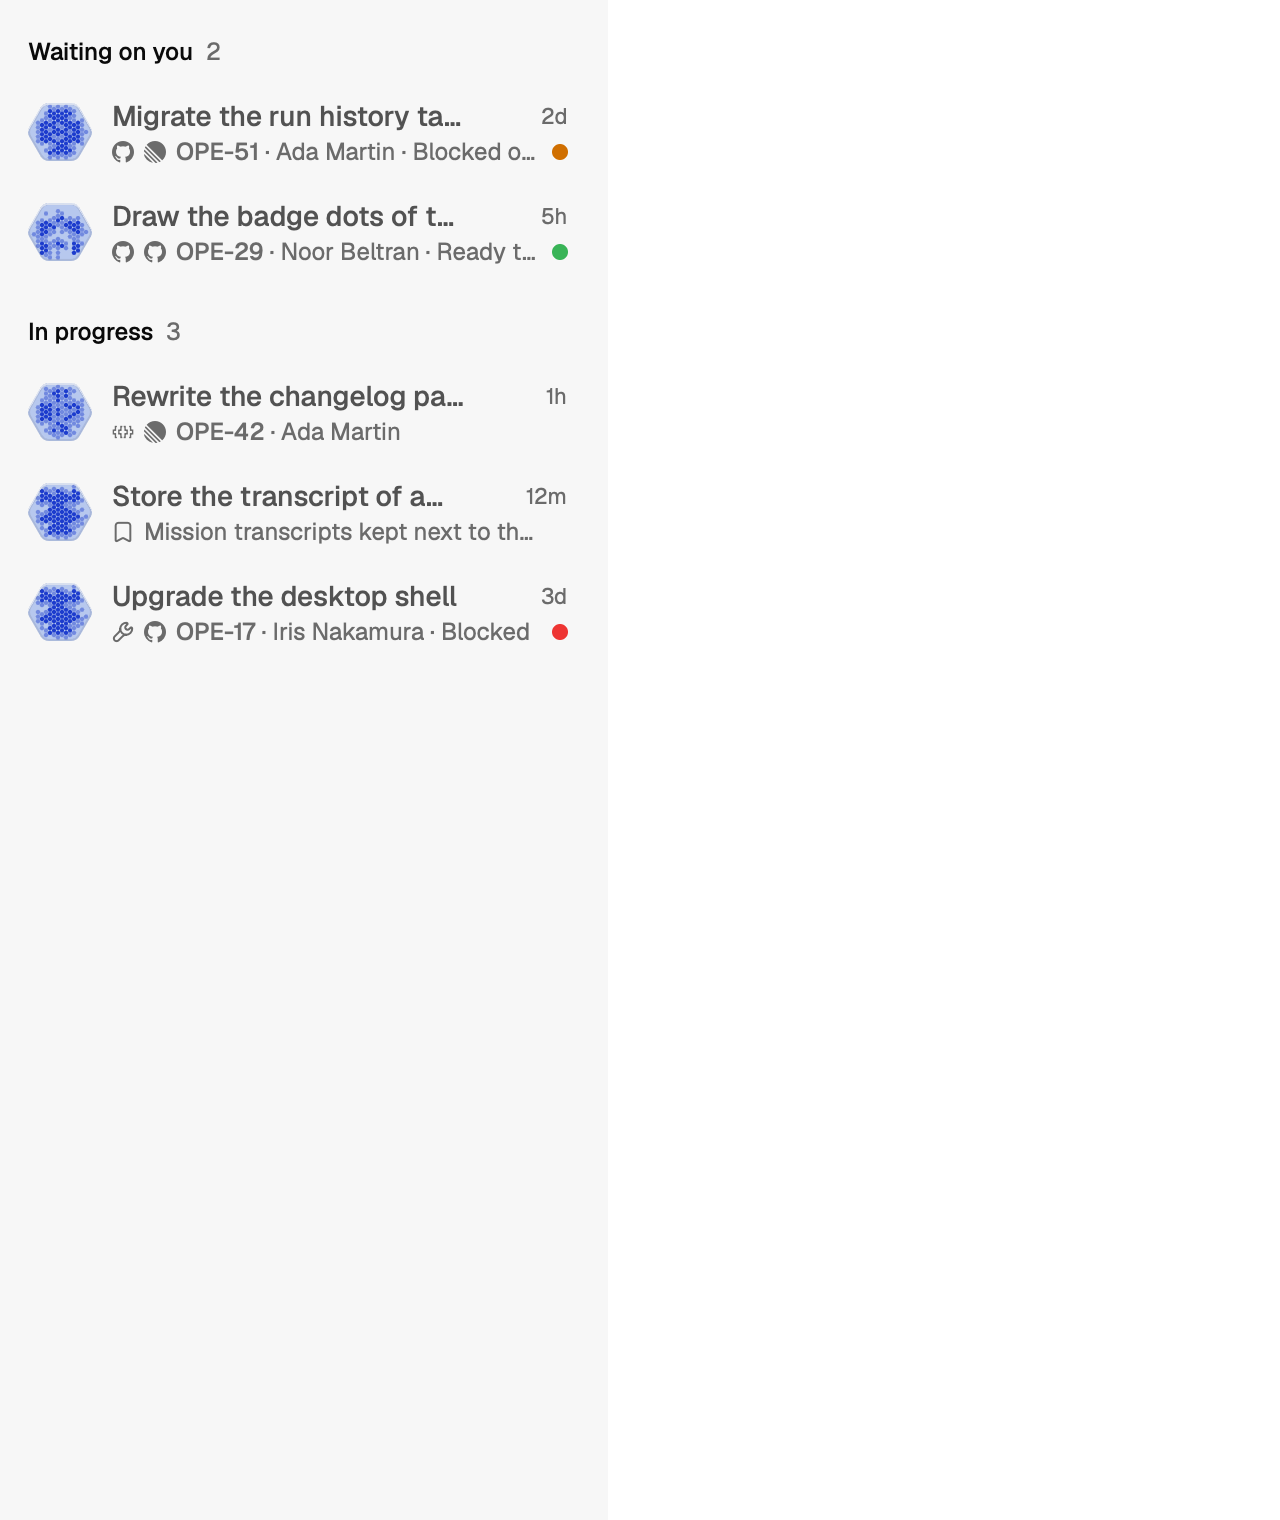 Waiting on you 2
Migrate the run history ta... 2d
OPE-51 · Ada Martin · Blocked o...
Draw the badge dots of t... 5h
OPE-29 · Noor Beltran · Ready t...
In progress 3
Rewrite the changelog pa... 1h
OPE-42 · Ada Martin
Store the transcript of a... 12m
Mission transcripts kept next to th...
Upgrade the desktop shell 3d
OPE-17 · Iris Nakamura · Blocked